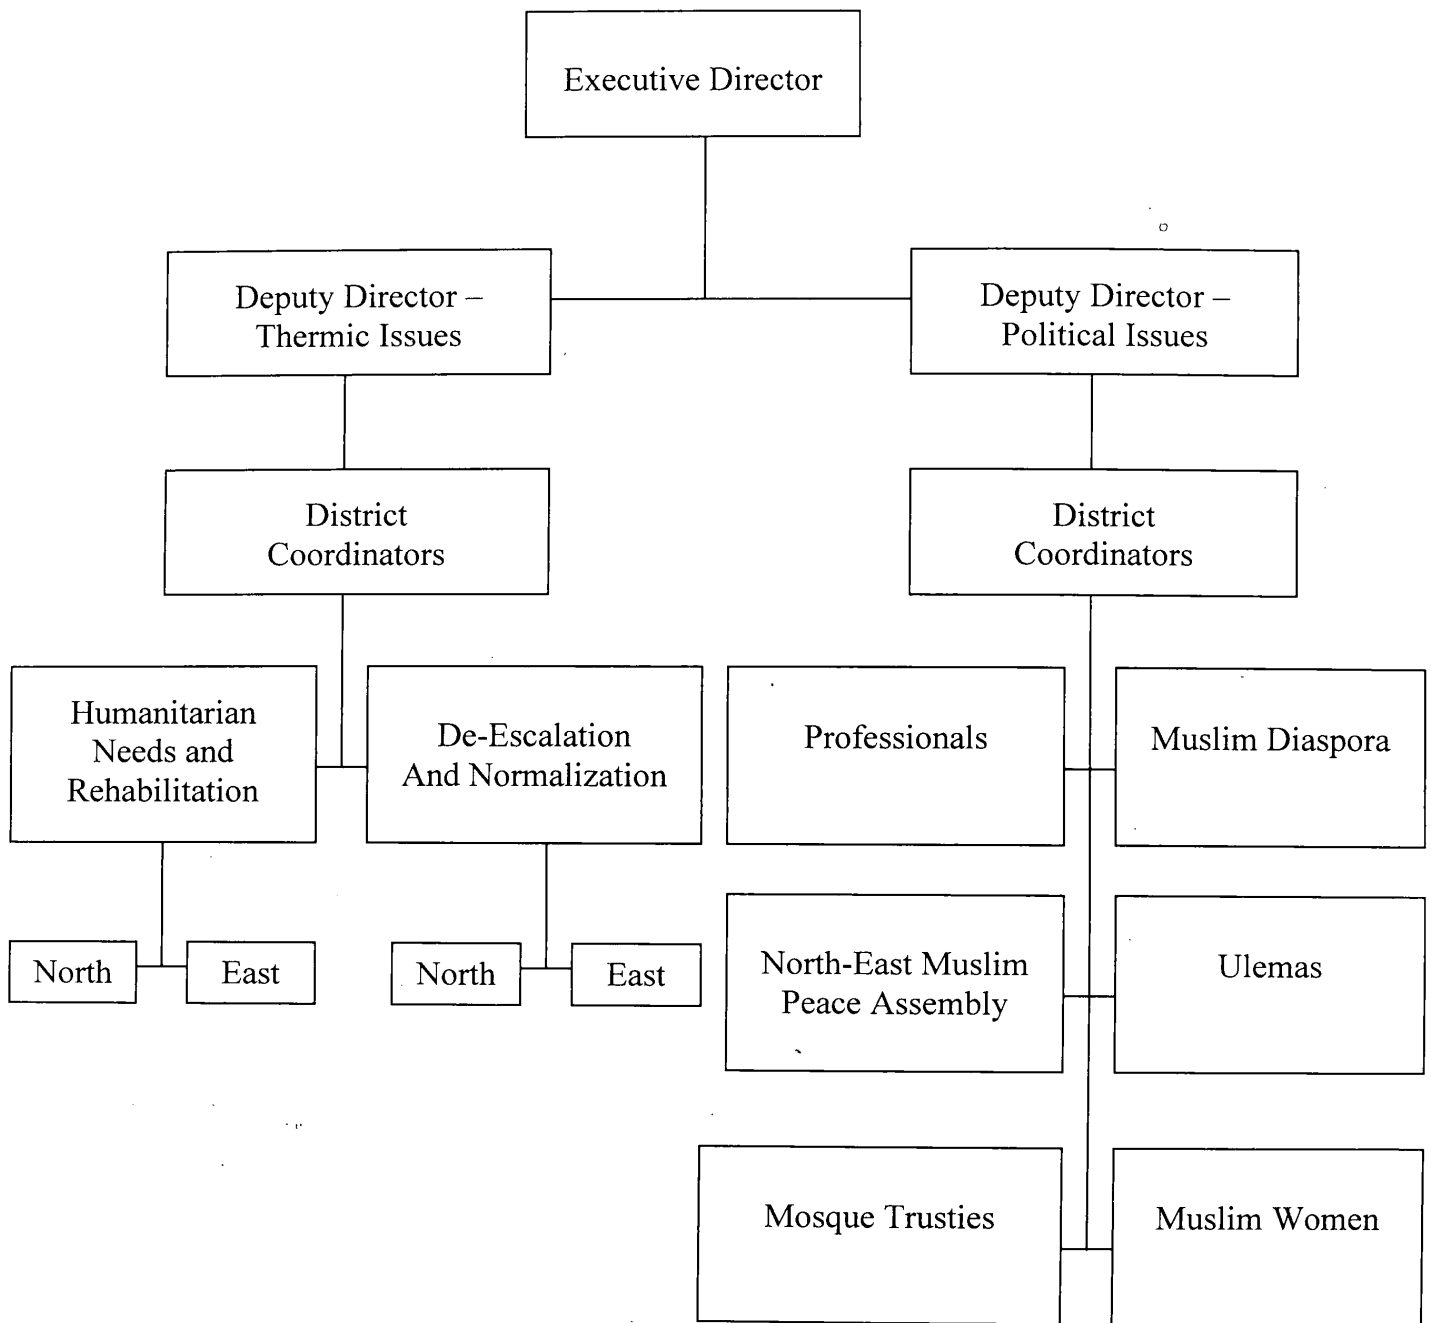 Executive Director
Deputy Director –
Thermic Issues
Deputy Director –
Political Issues
District
Coordinators
District
Coordinators
Humanitarian
Needs and
Rehabilitation
De-Escalation
And Normalization
Professionals
Muslim Diaspora
North
East
North
East
North-East Muslim
Peace Assembly
Ulemas
Mosque Trusties
Muslim Women